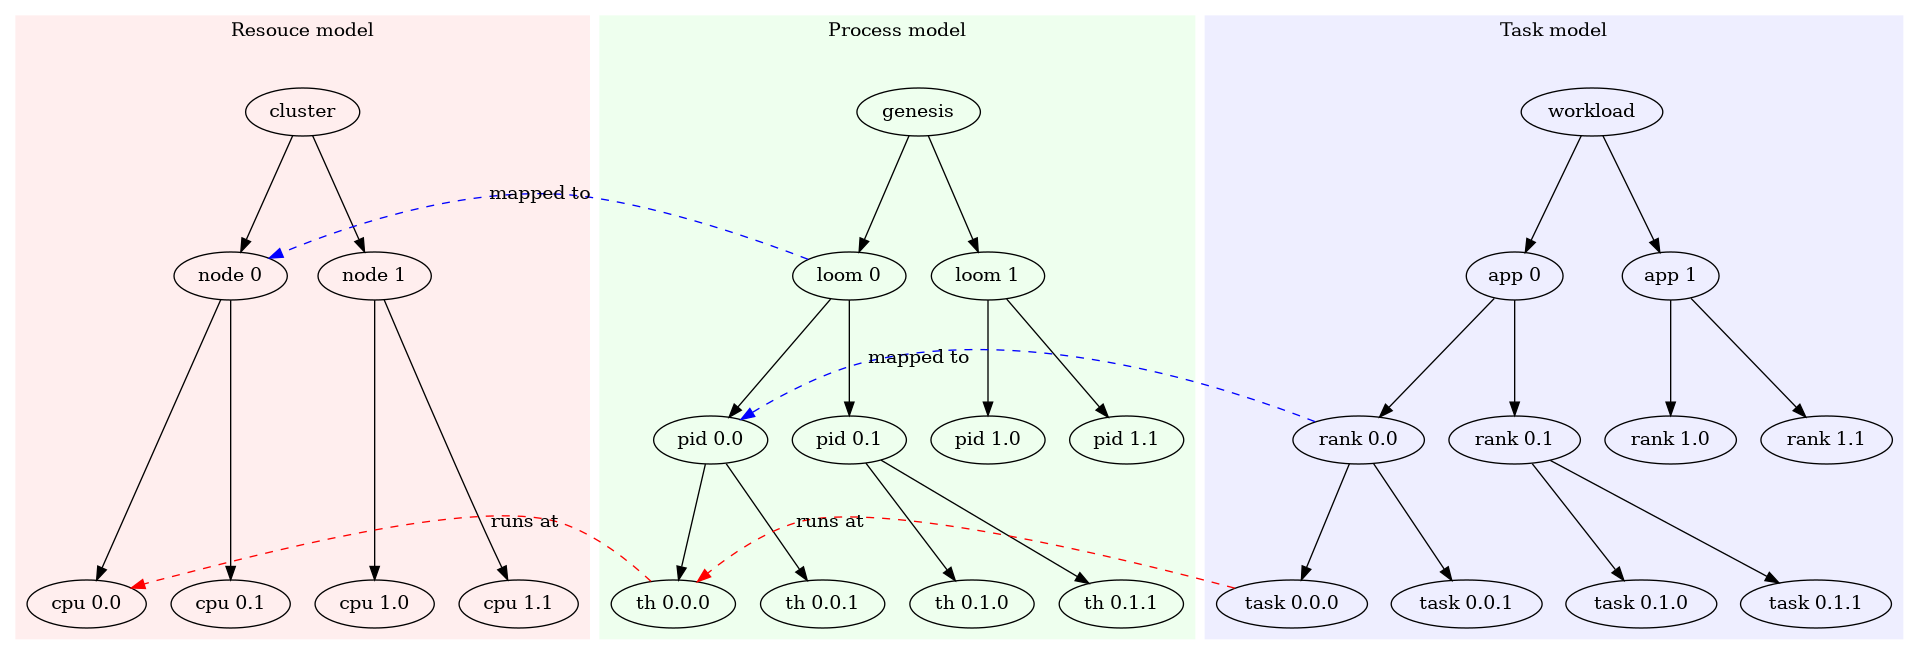 Resouce model
Process model
Task model
cluster
genesis
workload
mapped to
node 0
node 1
loom 0
loom 1
app 0
app 1
mapped to
pid 0.0
pid 0.1
pid 1.0
pid 1.1
rank 0.0
rank 0.1
rank 1.0
rank 1.1
runs at
runs at
cpu 0.0
cpu 0.1
cpu 1.0
cpu 1.1
th 0.0.0
th 0.0.1
th 0.1.0
th 0.1.1
task 0.0.0
task 0.0.1
task 0.1.0
task 0.1.1